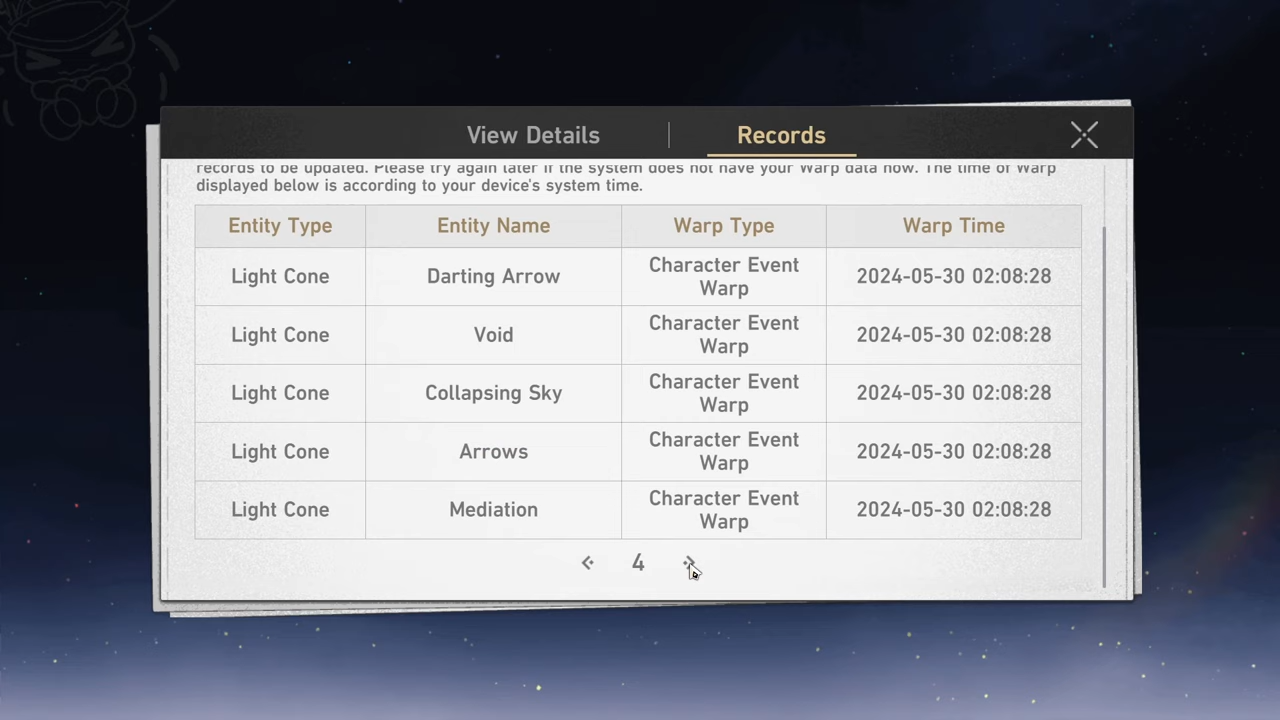 View Details
Records
records to be updated. Please try again later if the system does not have your Warp data now. The time of Warp
displayed below is according to your device's system time.
Entity Type Entity Name Warp Type Warp Time
Light Cone Darting Arrow Character Event Warp 2024-05-30 02:08:28
Light Cone Void Character Event Warp 2024-05-30 02:08:28
Light Cone Collapsing Sky Character Event Warp 2024-05-30 02:08:28
Light Cone Arrows Character Event Warp 2024-05-30 02:08:28
Light Cone Mediation Character Event Warp 2024-05-30 02:08:28
4